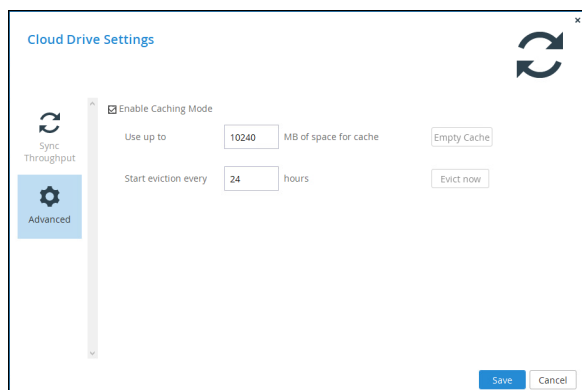 Cloud Drive Settings
Sync
Throughput
Advanced
Enable Caching Mode
Use up to 10240 MB of space for cache Empty Cache
Start eviction every 24 hours Evict now
Save Cancel